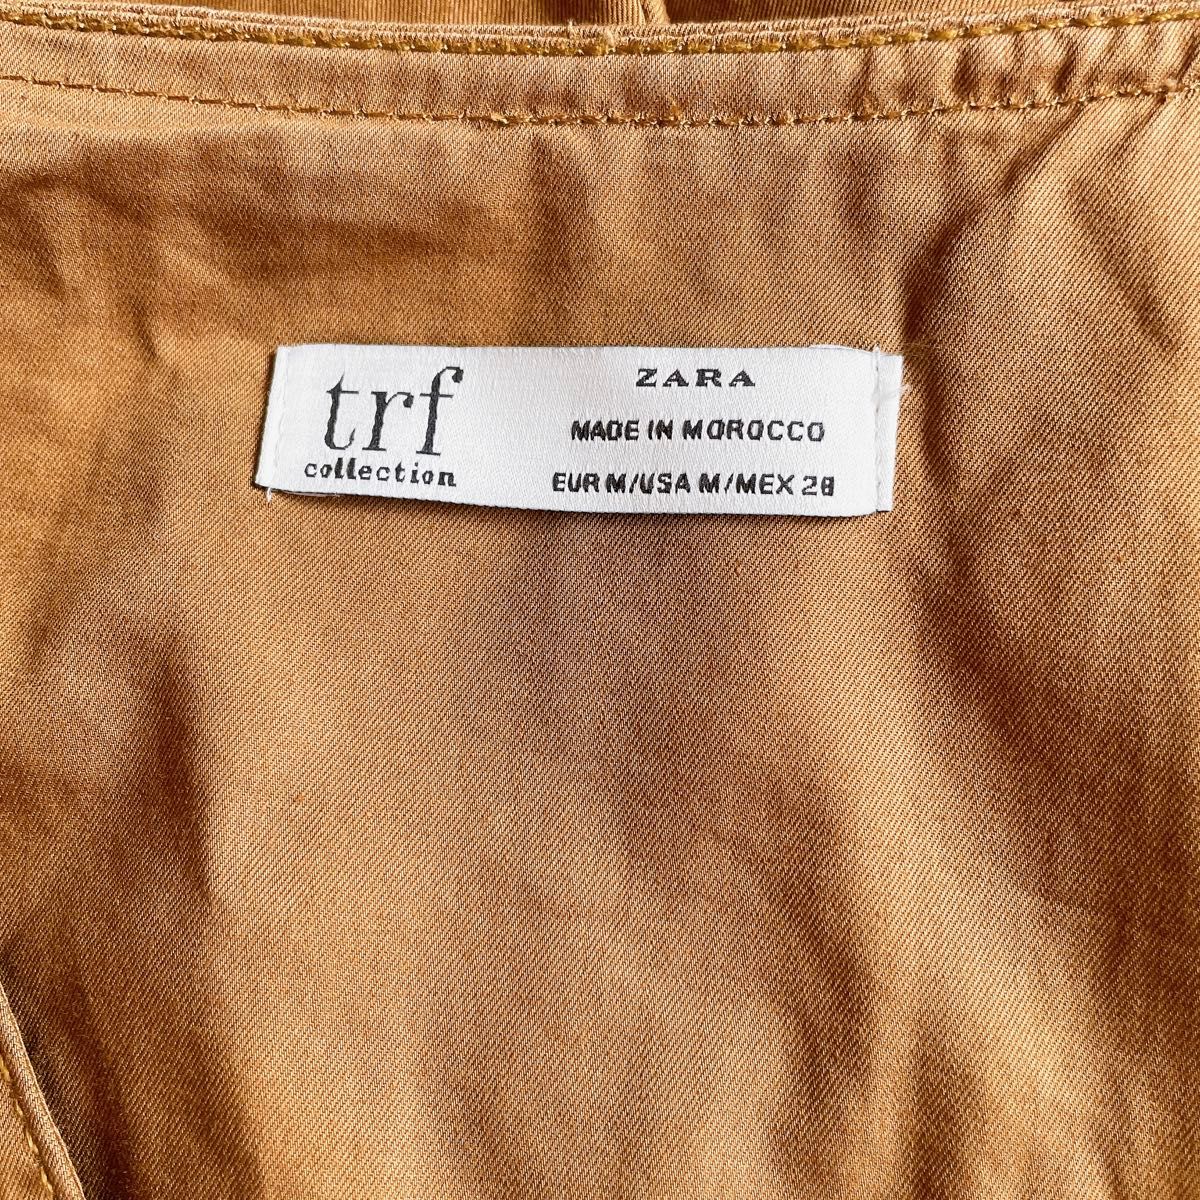 trf
collection
ZARA
MADE IN MOROCCO
EUR M/USA M/MEX 28